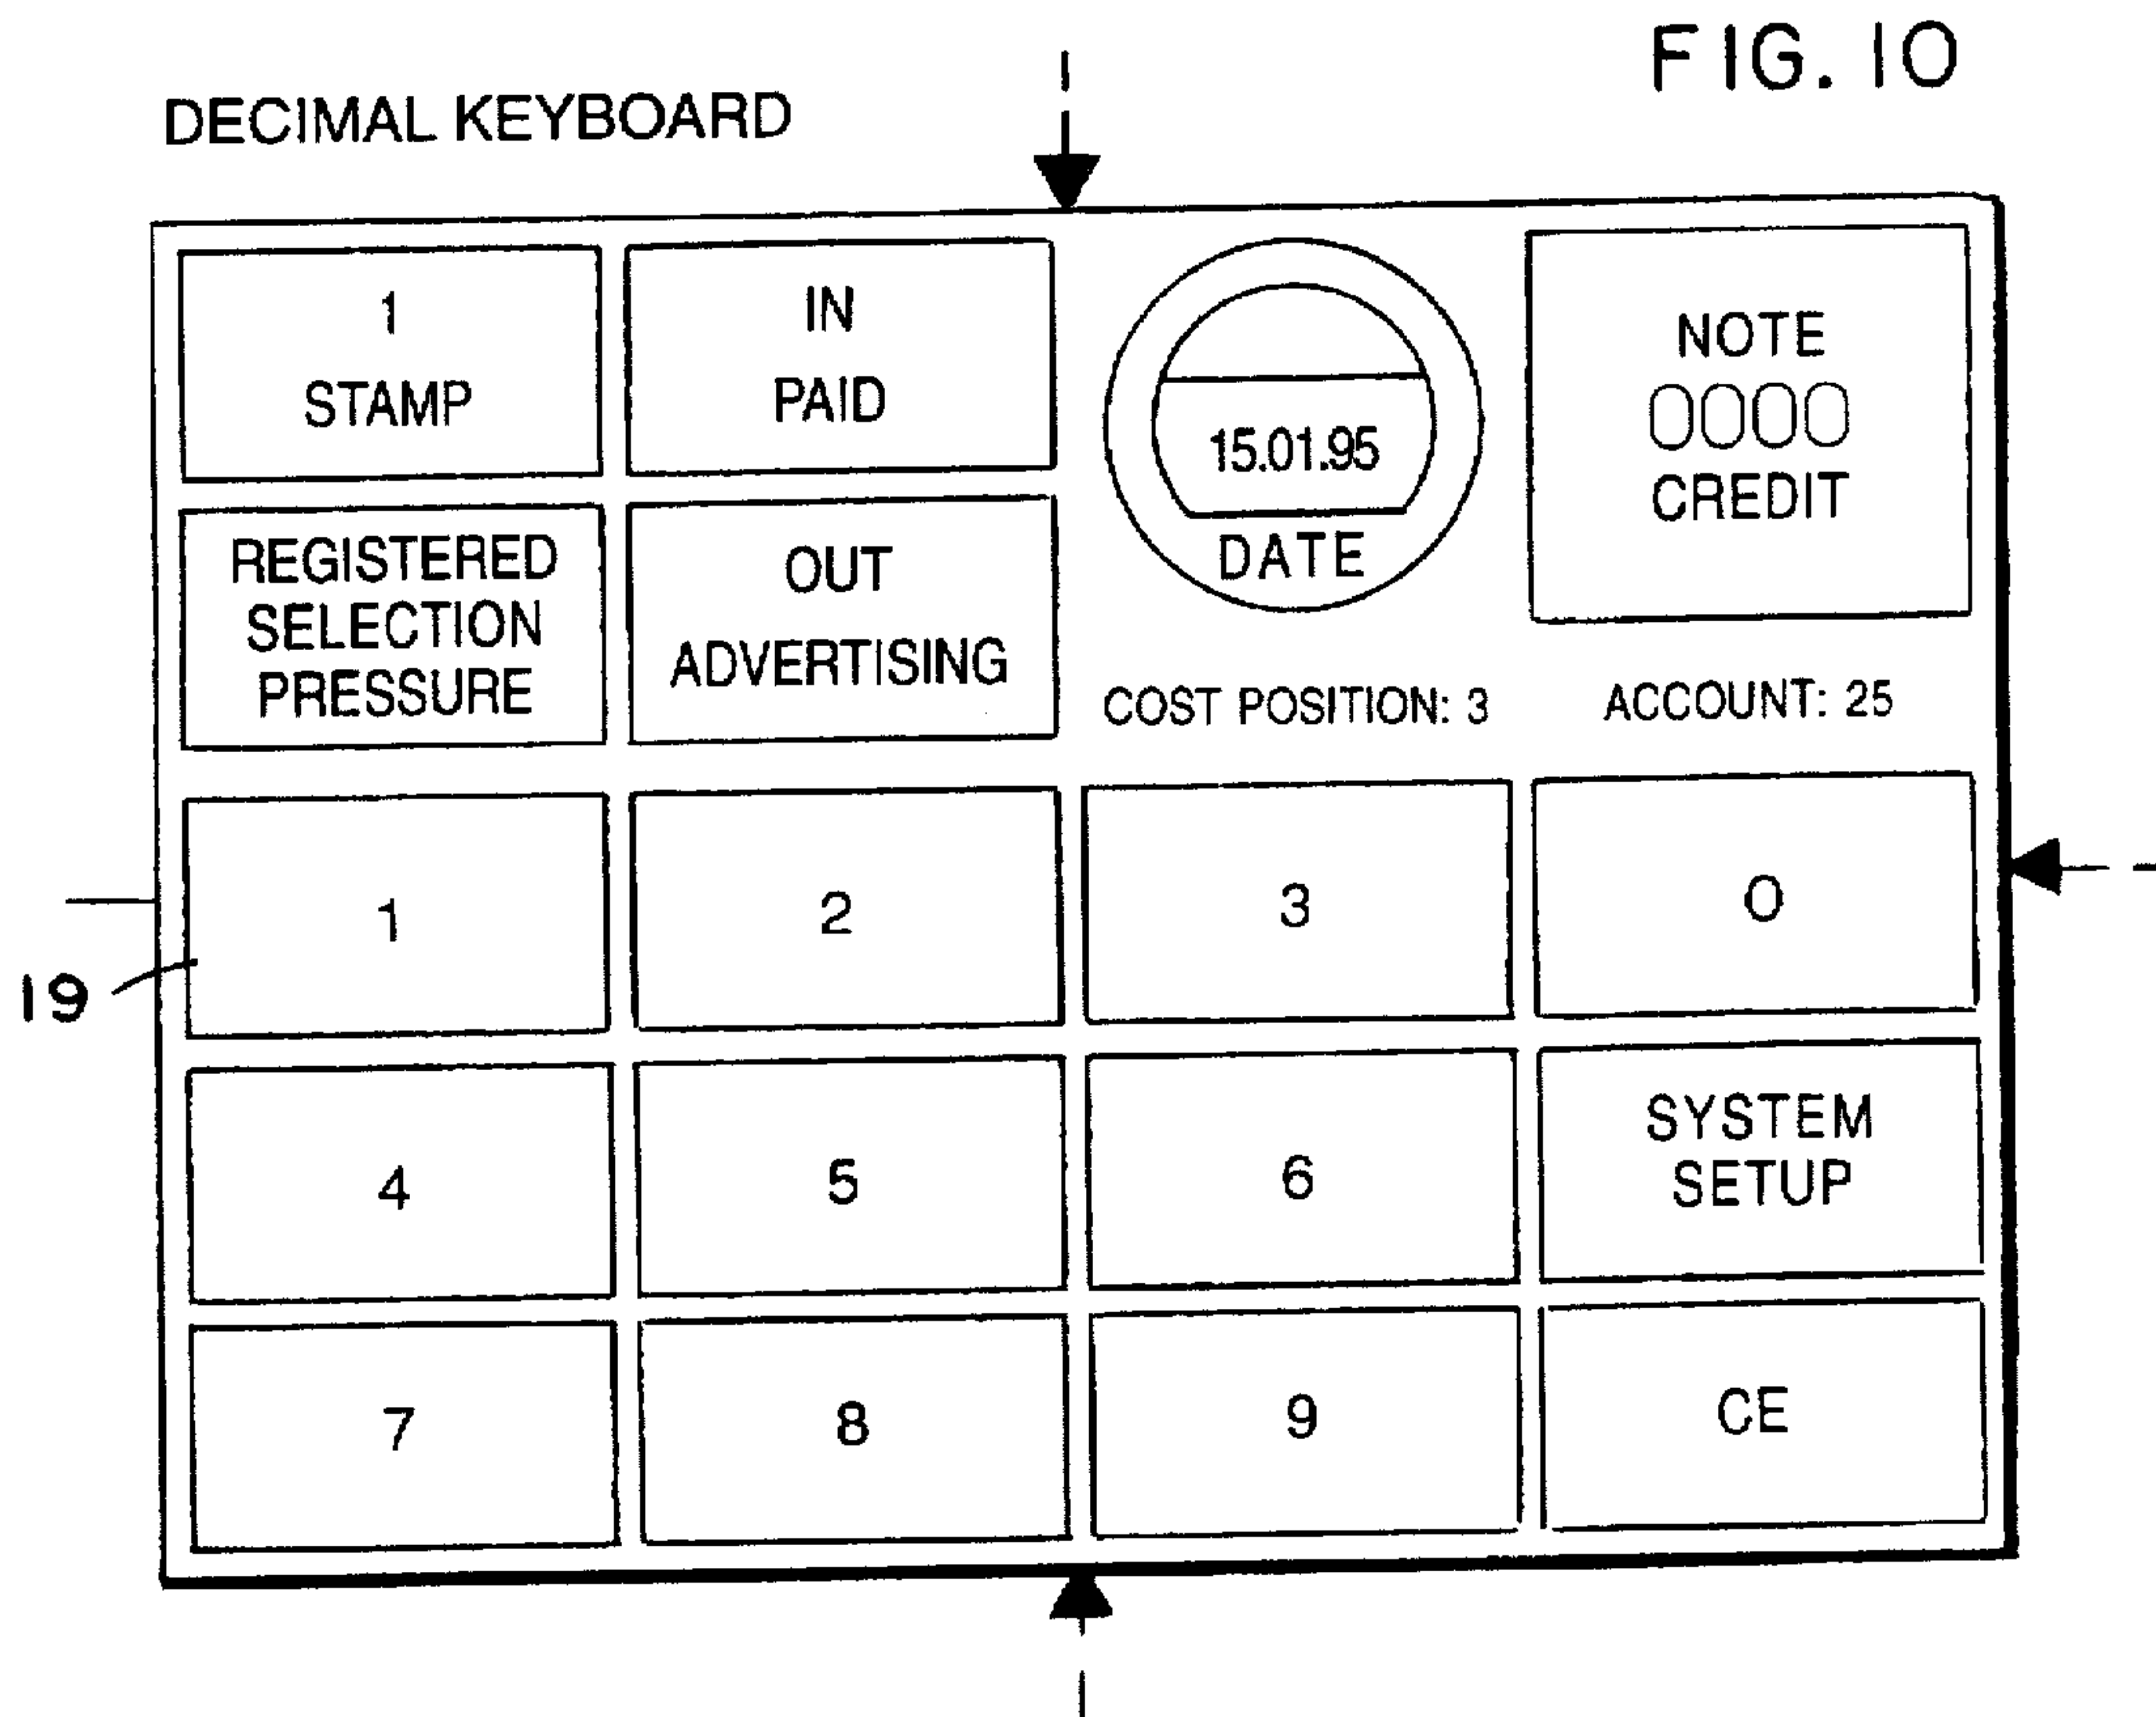 FIG. 10
DECIMAL KEYBOARD
1
STAMP
IN
PAID
15.01.95
DATE
NOTE
0000
CREDIT
REGISTERED
SELECTION
PRESSURE
OUT
ADVERTISING
COST POSITION: 3
ACCOUNT: 25
1
2
3
0
19
4
5
6
SYSTEM
SETUP
7
8
9
CE